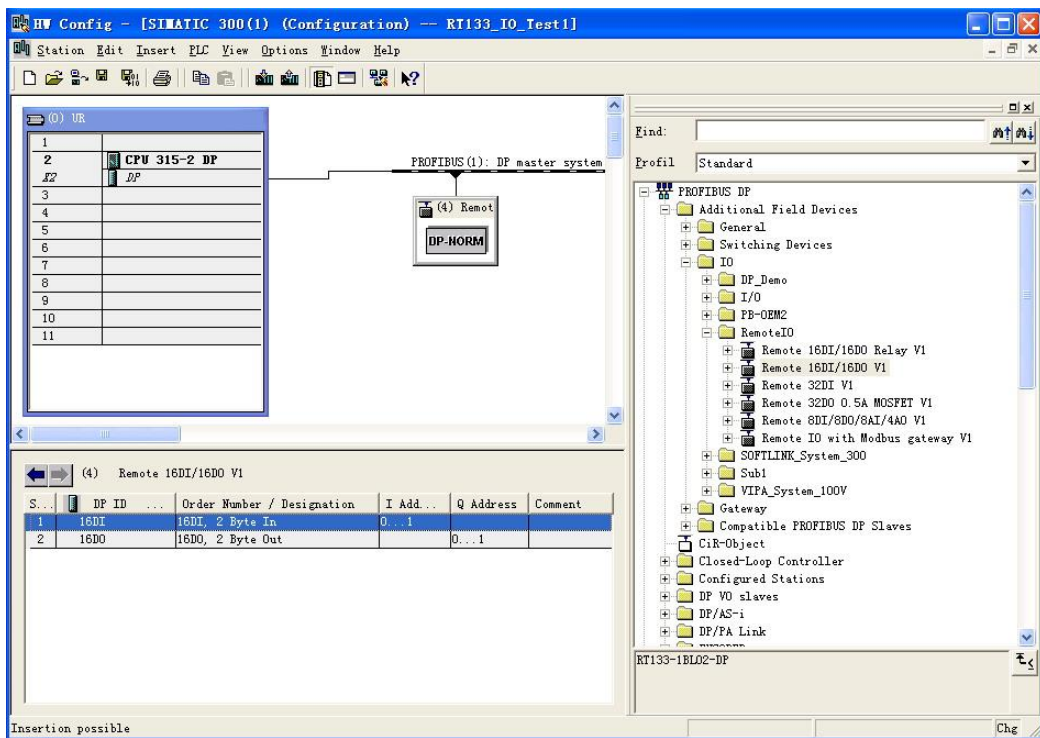 HW Config - [SIMATIC 300(1) (Configuration) -- RT133_IO_Test1]
Station Edit Insert PLC View Options Window Help
(0) UR
1
2 CPU 315-2 DP
X2 DP
3
4
5
6
7
8
9
10
11
PROFIBUS(1): DP master system
(4) Remot
DP-NORM
(4) Remote 16DI/16DO V1
S... DP ID ... Order Number / Designation I Add... Q Address Comment
1 16DI 16DI, 2 Byte In 0...1
2 16DO 16DO, 2 Byte Out 0...1
Find:
Profil Standard
PROFIBUS DP
Additional Field Devices
General
Switching Devices
IO
DP_Demo
I/O
PB-OEM2
RemoteIO
Remote 16DI/16DO Relay V1
Remote 16DI/16DO V1
Remote 32DI V1
Remote 32DO 0.5A MOSFET V1
Remote 8DI/8DO/8AI/4AO V1
Remote IO with Modbus gateway V1
SOFTLINK_System_300
Sub1
VIPA_System_100V
Gateway
Compatible PROFIBUS DP Slaves
CiR-Object
Closed-Loop Controller
Configured Stations
DP V0 slaves
DP/AS-i
DP/PA Link
RT133-1BL02-DP
Insertion possible
Chg